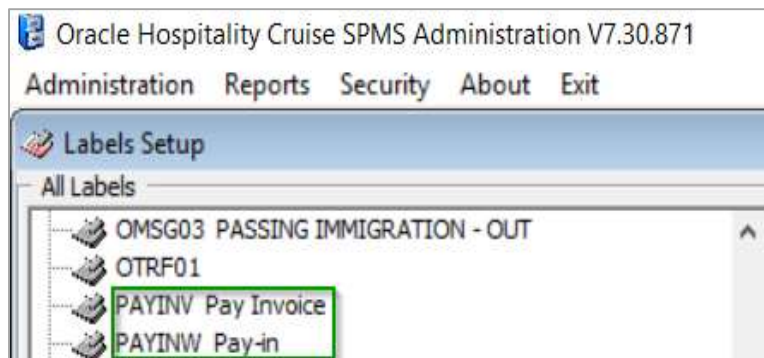 Oracle Hospitality Cruise SPMS Administration V7.30.871
Administration Reports Security About Exit
Labels Setup
All Labels
OMSG03 PASSING IMMIGRATION - OUT
OTRF01
PAYINV Pay Invoice
PAYINW Pay-in